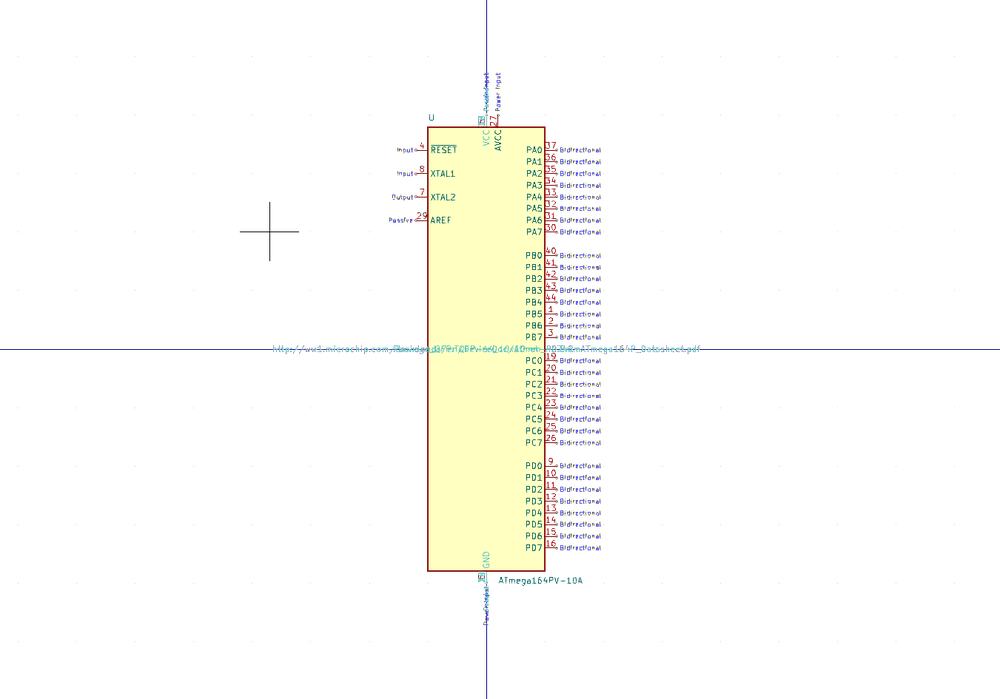 Power Input
U
27
VCC
AVCC
Input 4 RESET
PA0 37 Bidirectional
PA1 36 Bidirectional
Input 8 XTAL1
PA2 35 Bidirectional
PA3 34 Bidirectional
Output 7 XTAL2
PA4 33 Bidirectional
PA5 32 Bidirectional
Passive 29 AREF
PA6 31 Bidirectional
PA7 30 Bidirectional
PB0 40 Bidirectional
PB1 41 Bidirectional
PB2 42 Bidirectional
PB3 43 Bidirectional
PB4 44 Bidirectional
PB5 1 Bidirectional
PB6 2 Bidirectional
PB7 3 Bidirectional
PC0 19 Bidirectional
PC1 20 Bidirectional
PC2 21 Bidirectional
PC3 22 Bidirectional
PC4 23 Bidirectional
PC5 24 Bidirectional
PC6 25 Bidirectional
PC7 26 Bidirectional
PD0 9 Bidirectional
PD1 10 Bidirectional
PD2 11 Bidirectional
PD3 12 Bidirectional
PD4 13 Bidirectional
PD5 14 Bidirectional
PD6 15 Bidirectional
PD7 16 Bidirectional
GND
ATmega164PV-10A